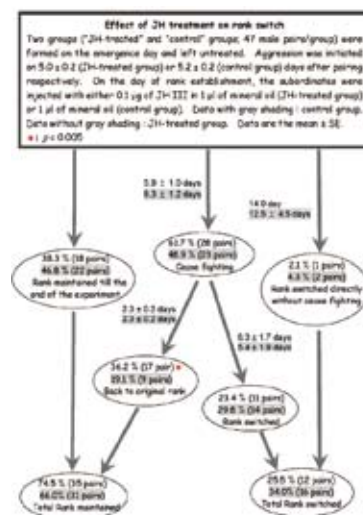 Effect of JH treatment on rank switch
Two groups ("JH-treated" and "control" groups; 47 male pairs/group) were
formed on the emergence day and left untreated. Aggression was initiated
on 5.0 ± 0.2 (JH-treated group) or 5.2 ± 0.2 (control group) days after pairing
respectively. On the day of rank establishment, the subordinates were
injected with either 0.1 µg of JH III in 1 µl of mineral oil (JH-treated group)
or 1 µl of mineral oil (control group). Data with gray shading : control group.
Data without gray shading : JH-treated group. Data are the mean ± SE.
* : p < 0.005
5.9 ± 1.0 days
6.3 ± 1.2 days
14.0 day
12.5 ± 4.5 days
38.3 % (18 pairs)
46.8 % (22 pairs)
Rank maintained till the
end of the experiment
61.7 % (28 pairs)
48.9 % (23 pairs)
Cease fighting
2.1 % (1 pairs)
4.3 % (2 pairs)
Rank switched directly
without cease fighting
2.3 ± 0.2 days
2.3 ± 0.2 days
6.3 ± 1.7 days
5.4 ± 1.9 days
36.2 % (17 pair) *
19.1 % (9 pairs)
Back to original rank
23.4 % (11 pairs)
29.8 % (14 pairs)
Rank switched
74.5 % (35 pairs)
66.0% (31 pairs)
Total Rank maintained
25.5 % (12 pairs)
34.0% (16 pairs)
Total Rank switched